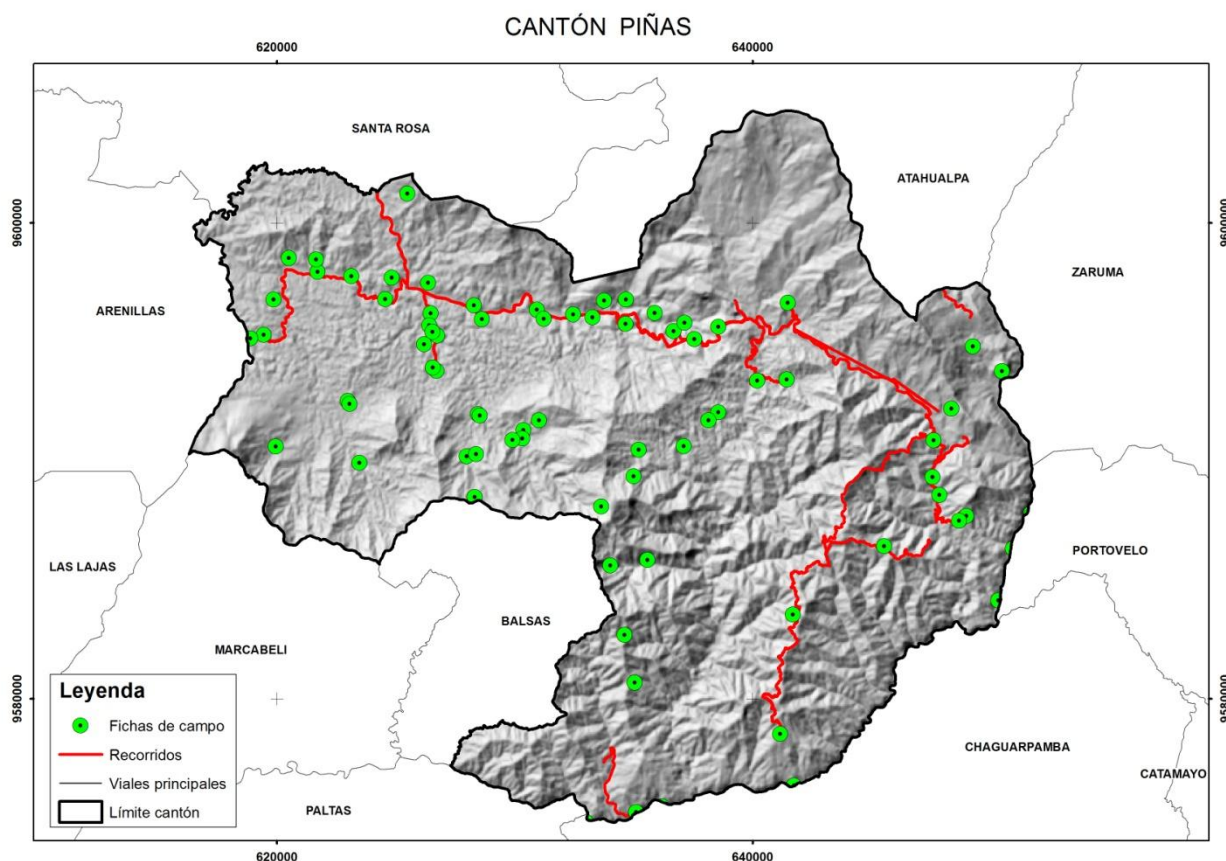 CANTÓN PIÑAS
620000
640000
SANTA ROSA
ATAHUALPA
9600000
9600000
ZARUMA
ARENILLAS
PORTOVELO
LAS LAJAS
BALSAS
MARCABELI
Leyenda
Fichas de campo
Recorridos
Viales principales
Límite cantón
9580000
9580000
CHAGUARPAMBA
CATAMAYO
PALTAS
620000
640000